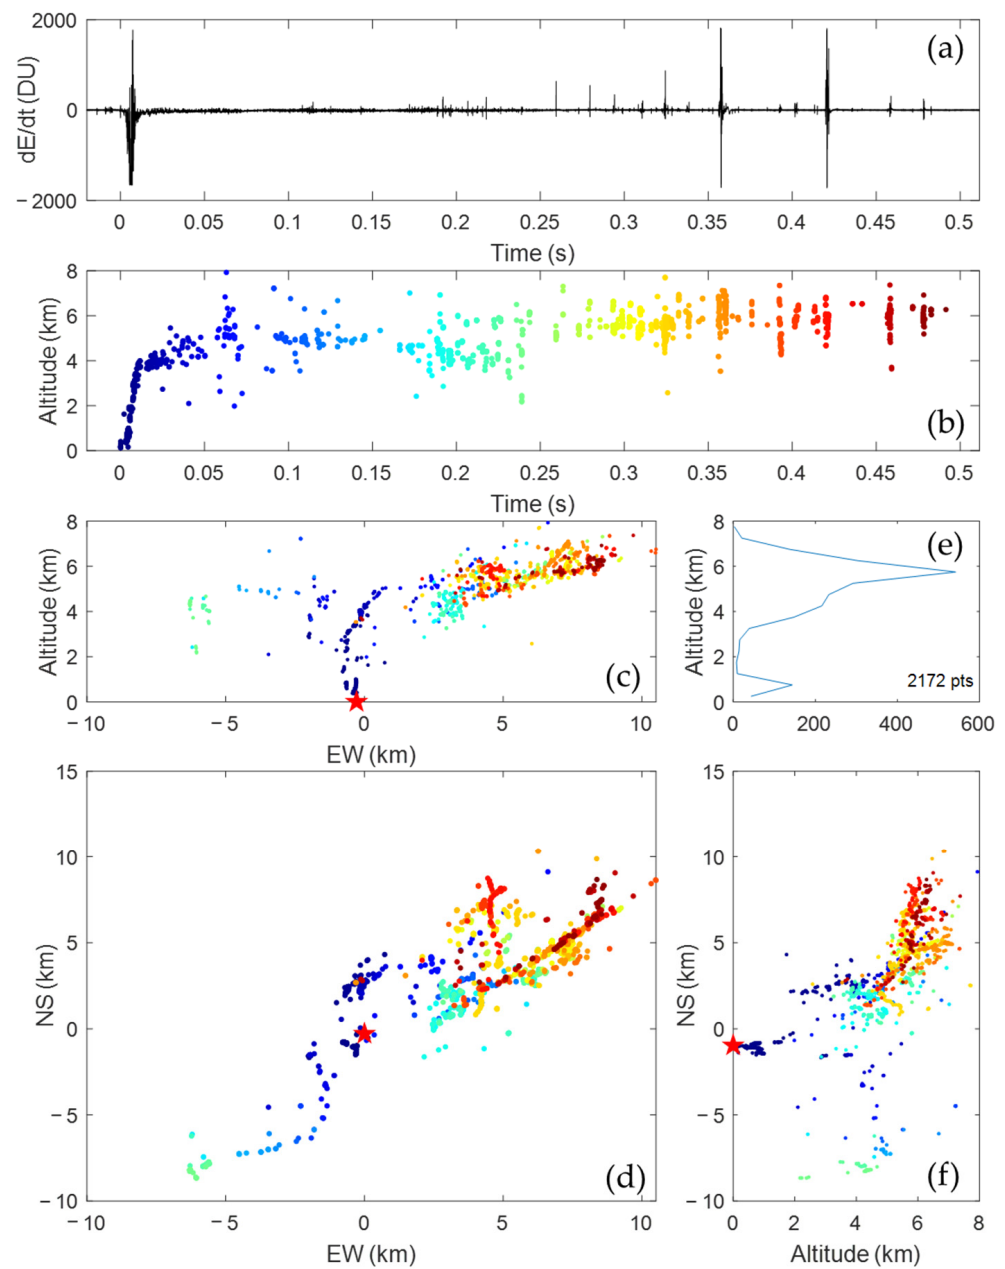 2000
0
−2000
dE/dt (DU)
(a)
0 0.05 0.1 0.15 0.2 0.25 0.3 0.35 0.4 0.45 0.5
Time (s)
8
6
4
2
0
Altitude (km)
(b)
0 0.05 0.1 0.15 0.2 0.25 0.3 0.35 0.4 0.45 0.5
Time (s)
8
6
4
2
0
Altitude (km)
(c)
−10 −5 0 5 10
EW (km)
8
6
4
2
0
Altitude (km)
(e)
2172 pts
0 200 400 600
15
10
5
0
−5
−10
NS (km)
(d)
−10 −5 0 5 10
EW (km)
15
10
5
0
−5
−10
NS (km)
(f)
0 2 4 6 8
Altitude (km)